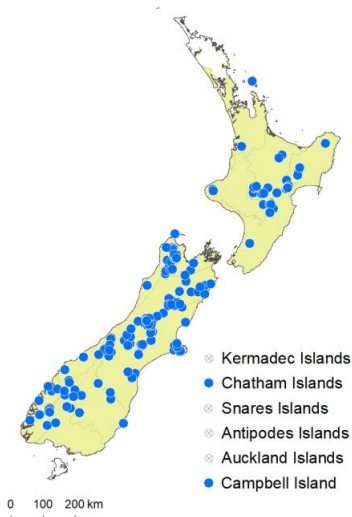 Kermadec Islands
Chatham Islands
Snares Islands
Antipodes Islands
Auckland Islands
Campbell Island
0 100 200 km